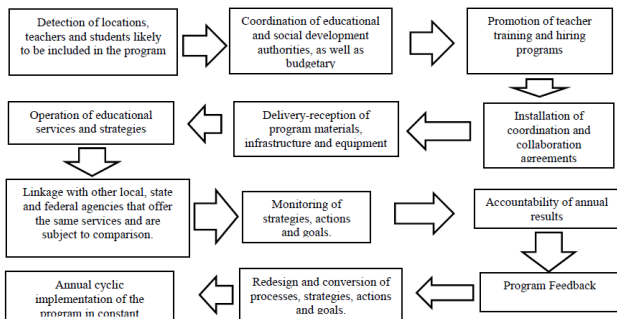 Detection of locations,
teachers and students likely
to be included in the program
Coordination of educational
and social development
authorities, as well as
budgetary
Promotion of teacher
training and hiring
programs
Installation of
coordination and
collaboration
agreements
Delivery-reception of
program materials,
infrastructure and equipment
Operation of educational
services and strategies
Linkage with other local, state
and federal agencies that offer
the same services and are
subject to comparison.
Monitoring of
strategies, actions
and goals.
Accountability of annual
results
Program Feedback
Redesign and conversion of
processes, strategies, actions
and goals.
Annual cyclic
implementation of the
program in constant